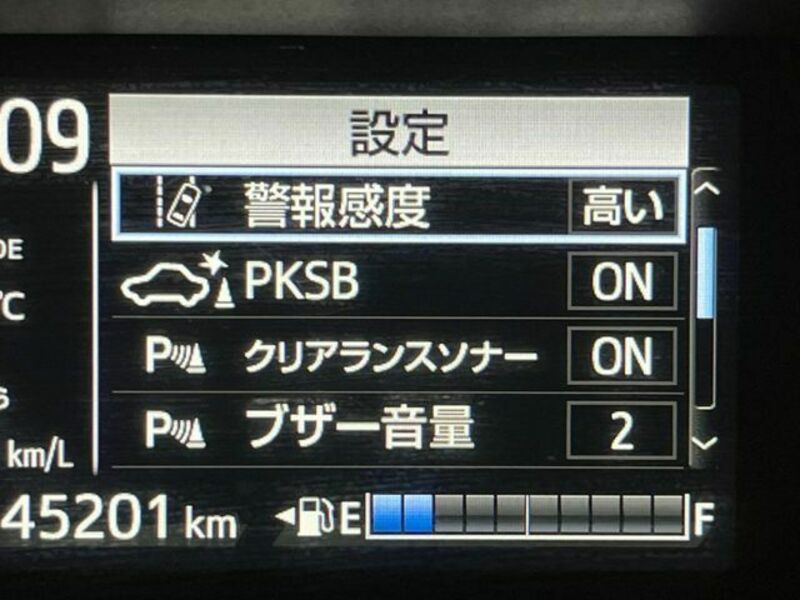 設定
09
警報感度 高い
PKSB ON
P クリアランスソナー ON
P ブザー音量 2
km/L
45201 km E F